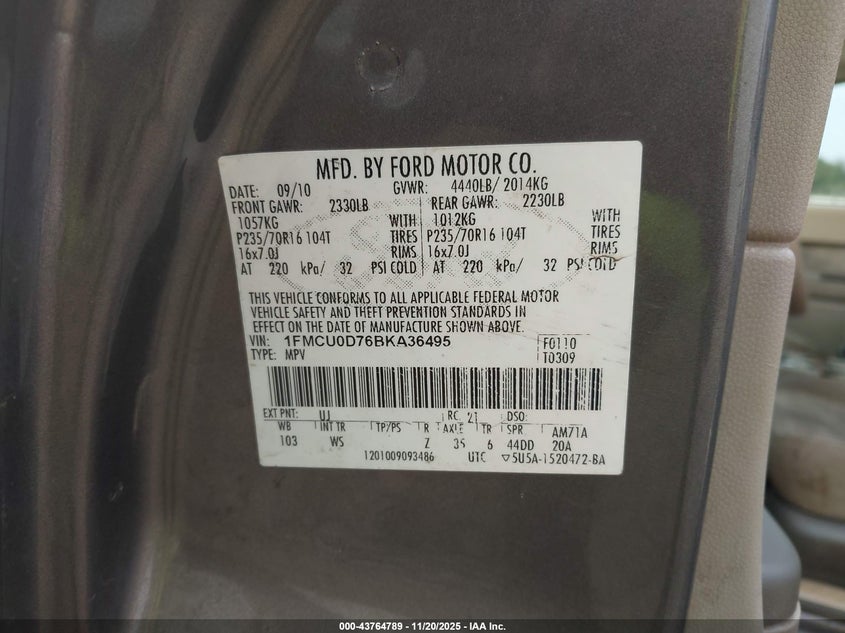 MFD. BY FORD MOTOR CO.
DATE: 09/10 GVWR: 4440LB/ 2014KG
FRONT GAWR: 2330LB REAR GAWR: 2230LB
1057KG WITH 1012KG WITH
P235/70R16 104T TIRES P235/70R16 104T TIRES
16x7.0J RIMS 16x7.0J RIMS
AT 220 kPa/ 32 PSI COLD AT 220 kPa/ 32 PSI COLD
THIS VEHICLE CONFORMS TO ALL APPLICABLE FEDERAL MOTOR
VEHICLE SAFETY AND THEFT PREVENTION STANDARDS IN
EFFECT ON THE DATE OF MANUFACTURE SHOWN ABOVE.
VIN: 1FMCU0D76BKA36495 F0110
TYPE: MPV T0309
EXT PNT: UJ RC: 21 DSO:
WB INT TR TP/PS R AXLE TR SPR AM71A
103 WS Z 35 6 44DD 20A
1201009093486 UTC ▽5U5A-1520472-BA
000-43764789 - 11/20/2025 - IAA Inc.